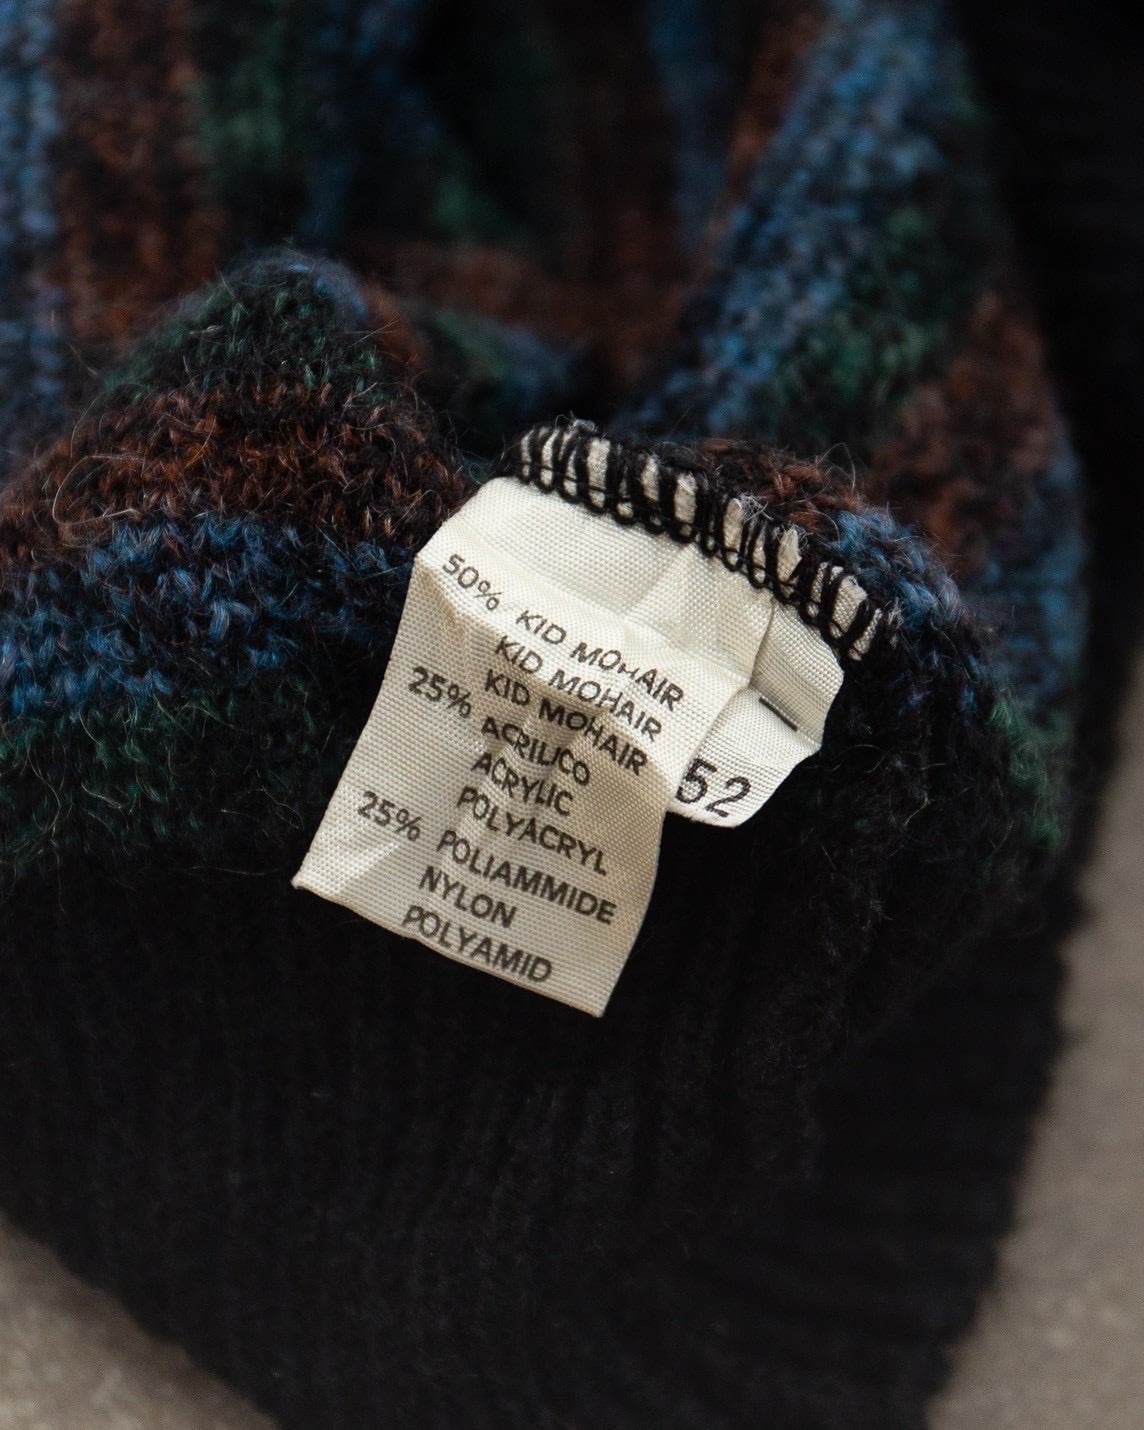 50% KID MOHAIR
KID MOHAIR
KID MOHAIR
25% ACRILICO
ACRYLIC
POLYACRYL
25% POLIAMMIDE
NYLON
POLYAMID
52